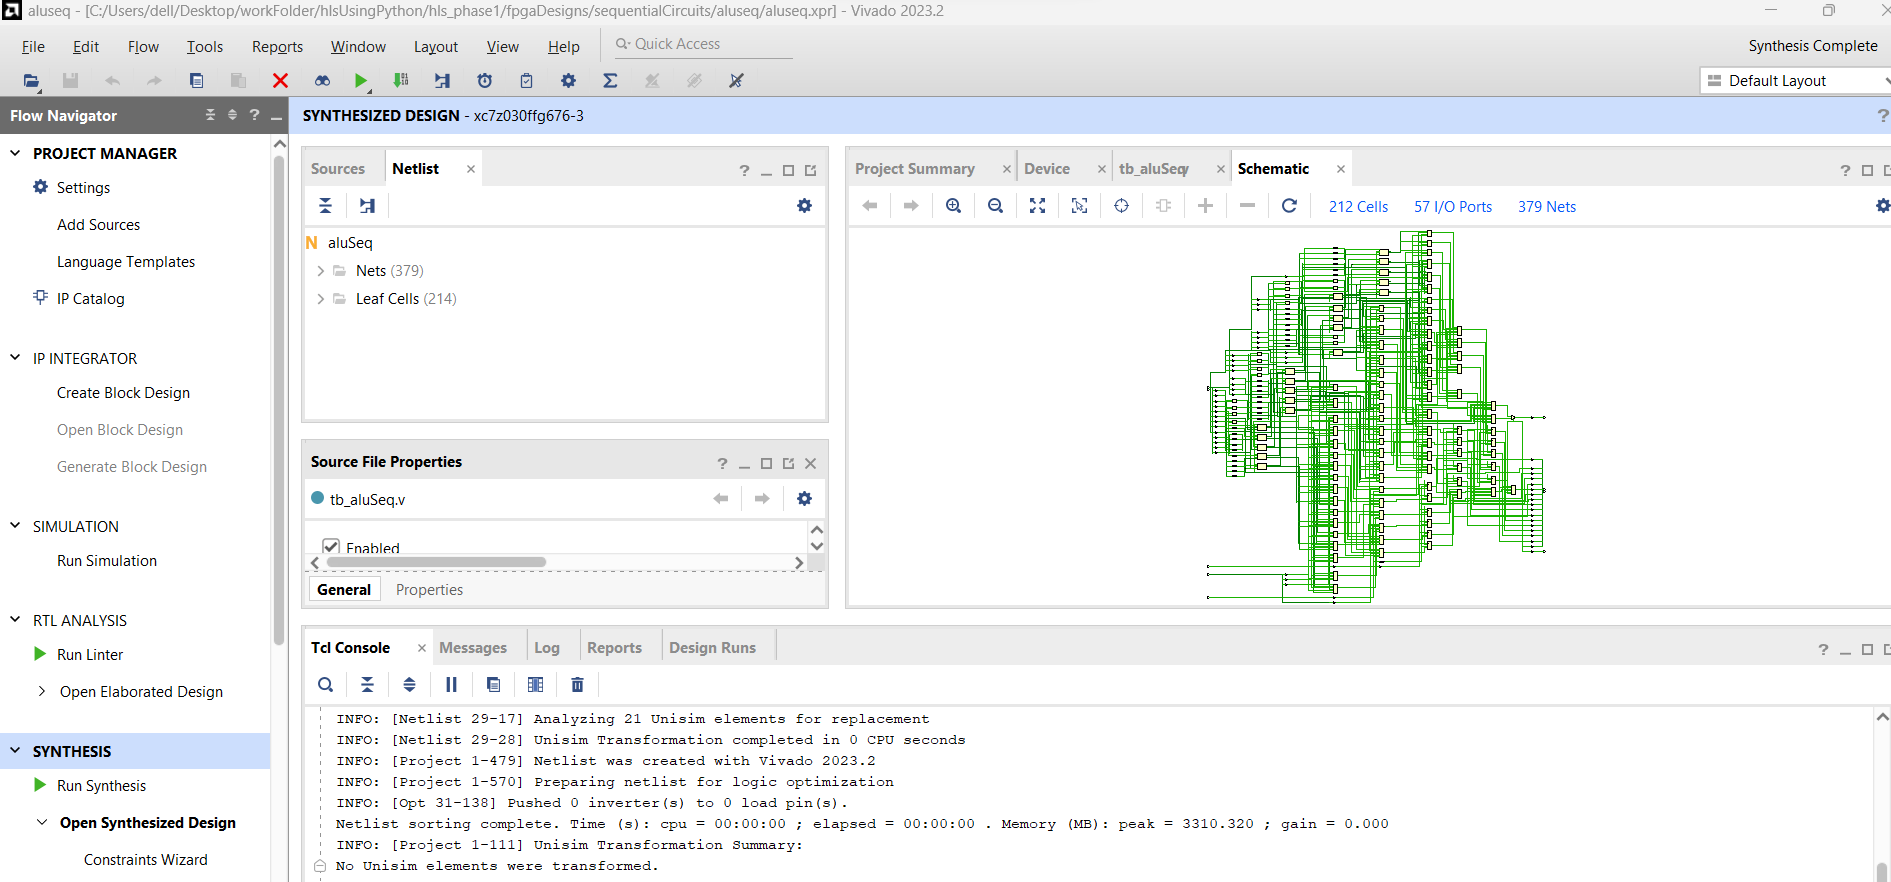 aluseq - [C:/Users/dell/Desktop/workFolder/hlsUsingPython/hls_phase1/fpgaDesigns/sequentialCircuits/aluseq/aluseq.xpr] - Vivado 2023.2
File Edit Flow Tools Reports Window Layout View Help Quick Access
Synthesis Complete
Default Layout
Flow Navigator
PROJECT MANAGER
Settings
Add Sources
Language Templates
IP Catalog
IP INTEGRATOR
Create Block Design
Open Block Design
Generate Block Design
SIMULATION
Run Simulation
RTL ANALYSIS
Run Linter
Open Elaborated Design
SYNTHESIS
Run Synthesis
Open Synthesized Design
Constraints Wizard
SYNTHESIZED DESIGN - xc7z030ffg676-3
Sources Netlist
N aluSeq
Nets (379)
Leaf Cells (214)
Source File Properties
tb_aluSeq.v
Enabled
General Properties
Project Summary Device tb_aluSeq Schematic
212 Cells 57 I/O Ports 379 Nets
Tcl Console Messages Log Reports Design Runs
INFO: [Netlist 29-17] Analyzing 21 Unisim elements for replacement
INFO: [Netlist 29-28] Unisim Transformation completed in 0 CPU seconds
INFO: [Project 1-479] Netlist was created with Vivado 2023.2
INFO: [Project 1-570] Preparing netlist for logic optimization
INFO: [Opt 31-138] Pushed 0 inverter(s) to 0 load pin(s).
Netlist sorting complete. Time (s): cpu = 00:00:00 ; elapsed = 00:00:00 . Memory (MB): peak = 3310.320 ; gain = 0.000
INFO: [Project 1-111] Unisim Transformation Summary:
No Unisim elements were transformed.